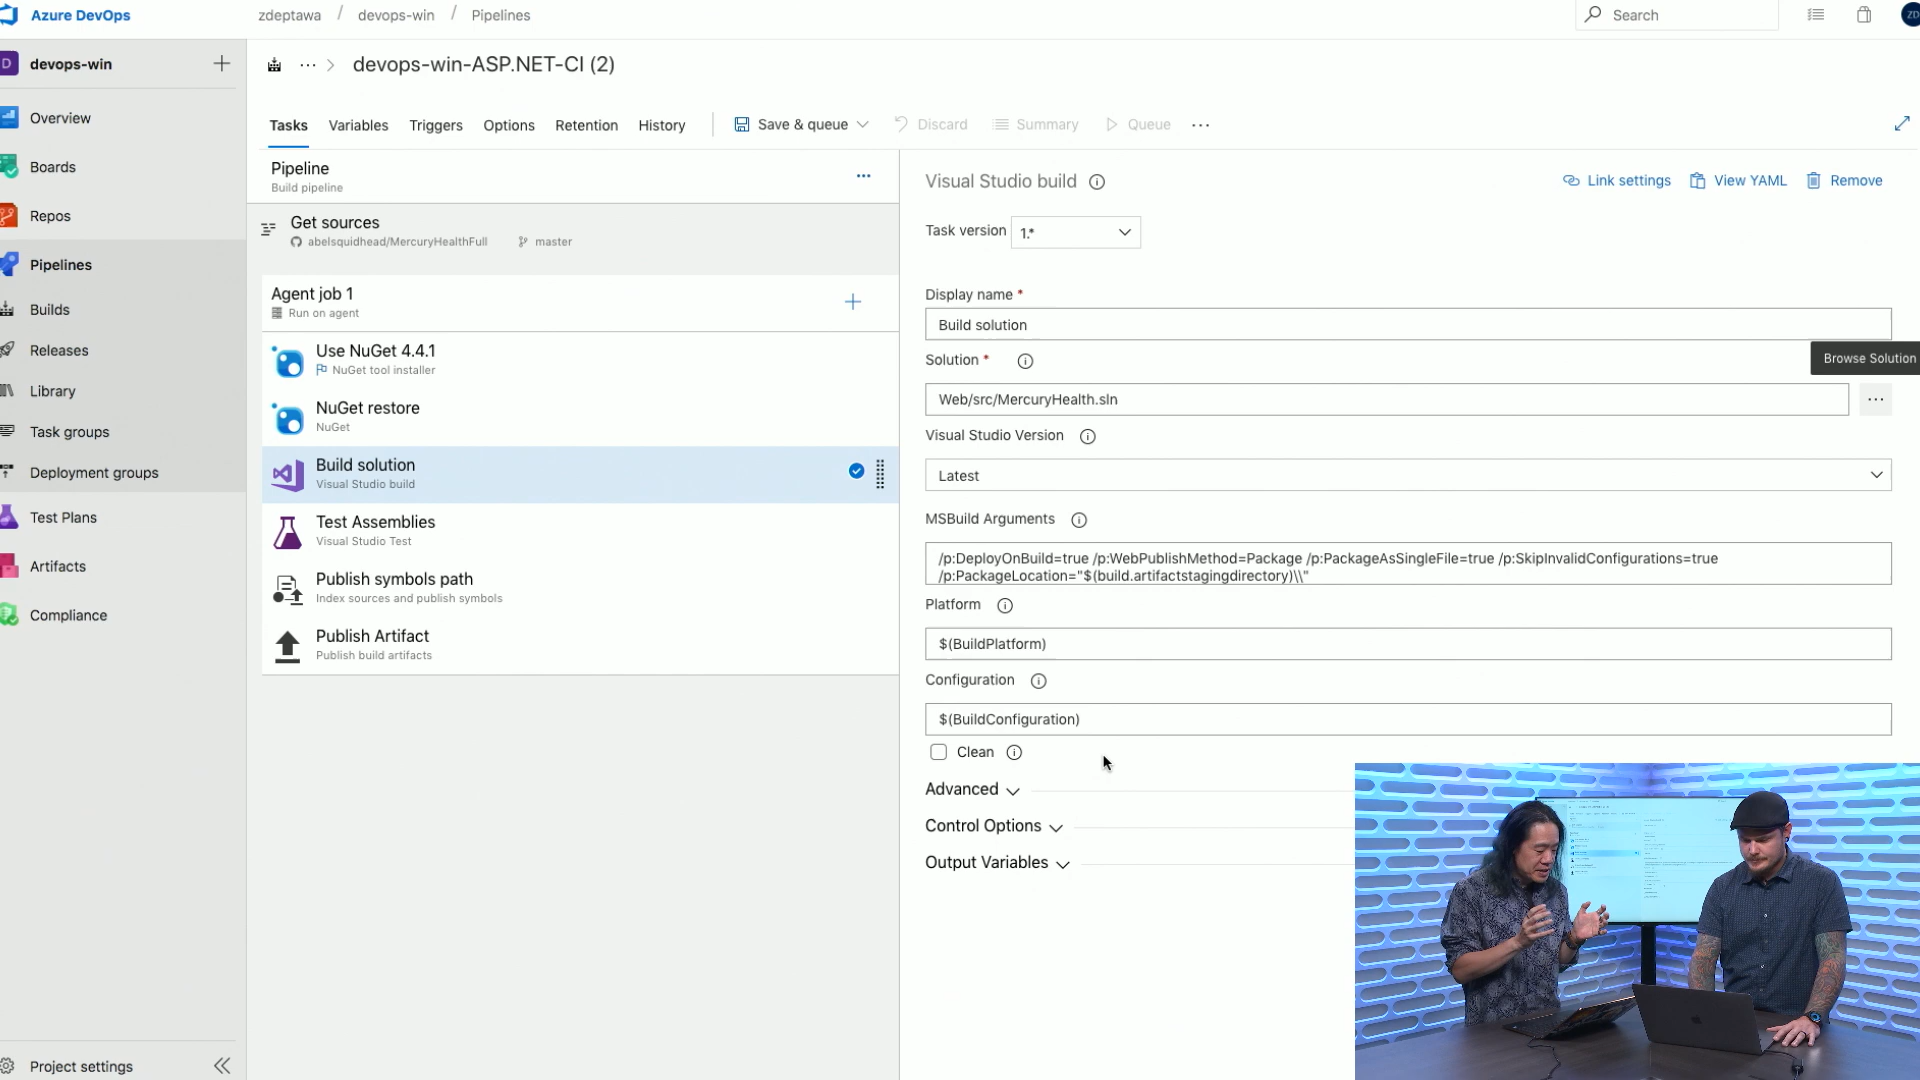 Azure DevOps
zdeptawa / devops-win / Pipelines
Search
ZD
D devops-win
devops-win-ASP.NET-CI (2)
Overview
Boards
Repos
Pipelines
Builds
Releases
Library
Task groups
Deployment groups
Test Plans
Artifacts
Compliance
Project settings
Tasks Variables Triggers Options Retention History Save & queue Discard Summary Queue
Pipeline
Build pipeline
Get sources
abelsquidhead/MercuryHealthFull master
Agent job 1
Run on agent
Use NuGet 4.4.1
NuGet tool installer
NuGet restore
NuGet
Build solution
Visual Studio build
Test Assemblies
Visual Studio Test
Publish symbols path
Index sources and publish symbols
Publish Artifact
Publish build artifacts
Visual Studio build Link settings View YAML Remove
Task version 1.*
Display name *
Build solution
Solution *
Browse Solution
Web/src/MercuryHealth.sln
Visual Studio Version
Latest
MSBuild Arguments
/p:DeployOnBuild=true /p:WebPublishMethod=Package /p:PackageAsSingleFile=true /p:SkipInvalidConfigurations=true
/p:PackageLocation="$(build.artifactstagingdirectory)\\"
Platform
$(BuildPlatform)
Configuration
$(BuildConfiguration)
Clean
Advanced
Control Options
Output Variables